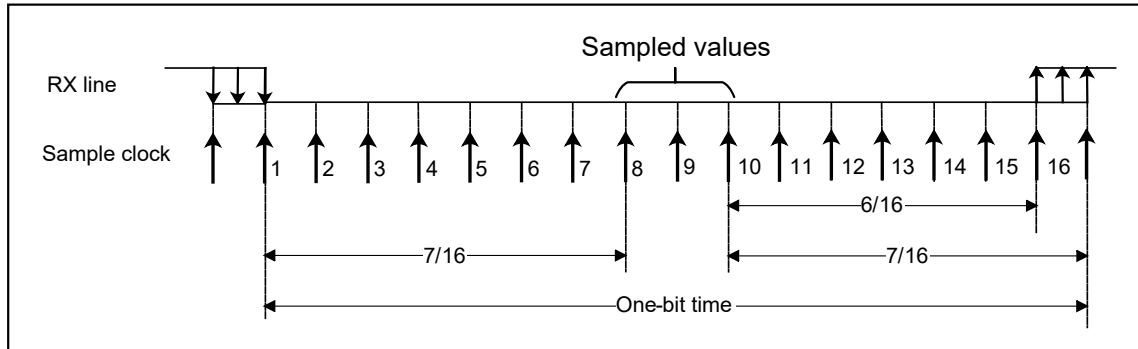 Sampled values
RX line
Sample clock
1 2 3 4 5 6 7 8 9 10 11 12 13 14 15 16
6/16
7/16 7/16
One-bit time